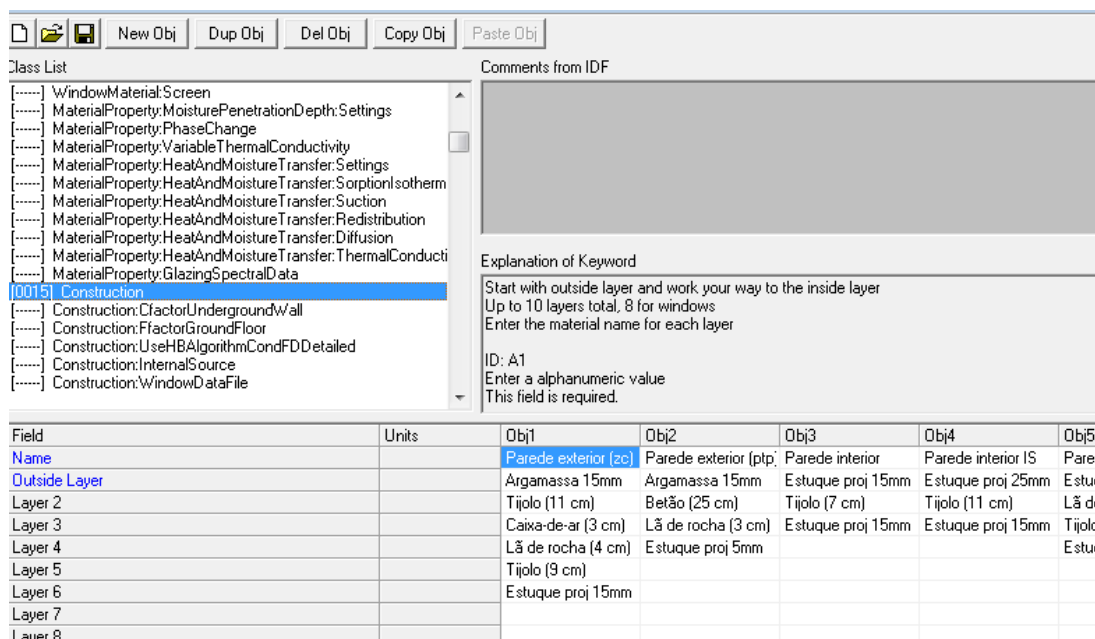 New Obj Dup Obj Del Obj Copy Obj Paste Obj
Class List
[------] WindowMaterial:Screen
[------] MaterialProperty:MoisturePenetrationDepth:Settings
[------] MaterialProperty:PhaseChange
[------] MaterialProperty:VariableThermalConductivity
[------] MaterialProperty:HeatAndMoistureTransfer:Settings
[------] MaterialProperty:HeatAndMoistureTransfer:SorptionIsotherm
[------] MaterialProperty:HeatAndMoistureTransfer:Suction
[------] MaterialProperty:HeatAndMoistureTransfer:Redistribution
[------] MaterialProperty:HeatAndMoistureTransfer:Diffusion
[------] MaterialProperty:HeatAndMoistureTransfer:ThermalConducti
[------] MaterialProperty:GlazingSpectralData
[0015] Construction
[------] Construction:CfactorUndergroundWall
[------] Construction:FfactorGroundFloor
[------] Construction:UseHBAlgorithmCondFDDetailed
[------] Construction:InternalSource
[------] Construction:WindowDataFile
Comments from IDF
Explanation of Keyword
Start with outside layer and work your way to the inside layer
Up to 10 layers total, 8 for windows
Enter the material name for each layer
ID: A1
Enter a alphanumeric value
This field is required.
Field Units Obj1 Obj2 Obj3 Obj4 Obj5
Name Parede exterior (zc) Parede exterior (ptp) Parede interior Parede interior IS Pare
Outside Layer Argamassa 15mm Argamassa 15mm Estuque proj 15mm Estuque proj 25mm Estu
Layer 2 Tijolo (11 cm) Betão (25 cm) Tijolo (7 cm) Tijolo (11 cm) Lã d
Layer 3 Caixa-de-ar (3 cm) Lã de rocha (3 cm) Estuque proj 15mm Estuque proj 15mm Tijolo
Layer 4 Lã de rocha (4 cm) Estuque proj 5mm Estu
Layer 5 Tijolo (9 cm)
Layer 6 Estuque proj 15mm
Layer 7
Layer 8